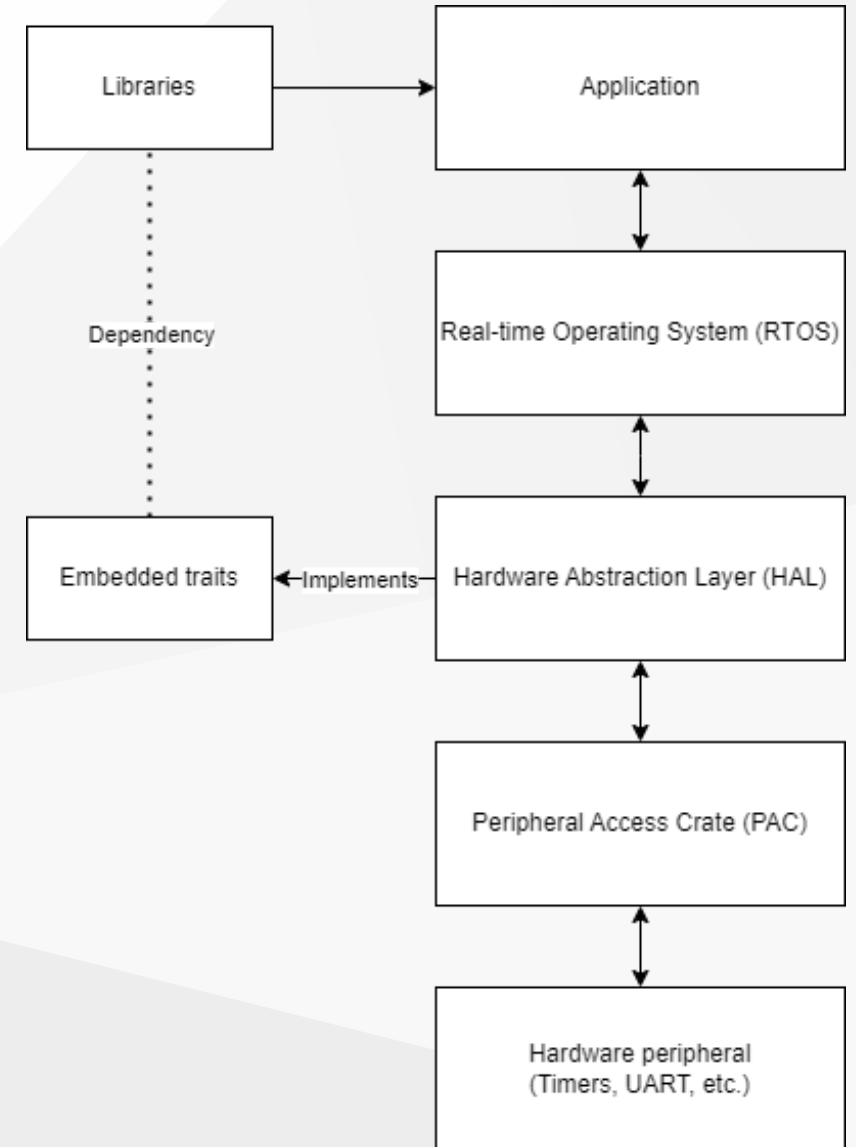 Libraries
Application
Real-time Operating System (RTOS)
Dependency
Embedded traits
Implements
Hardware Abstraction Layer (HAL)
Peripheral Access Crate (PAC)
Hardware peripheral
(Timers, UART, etc.)